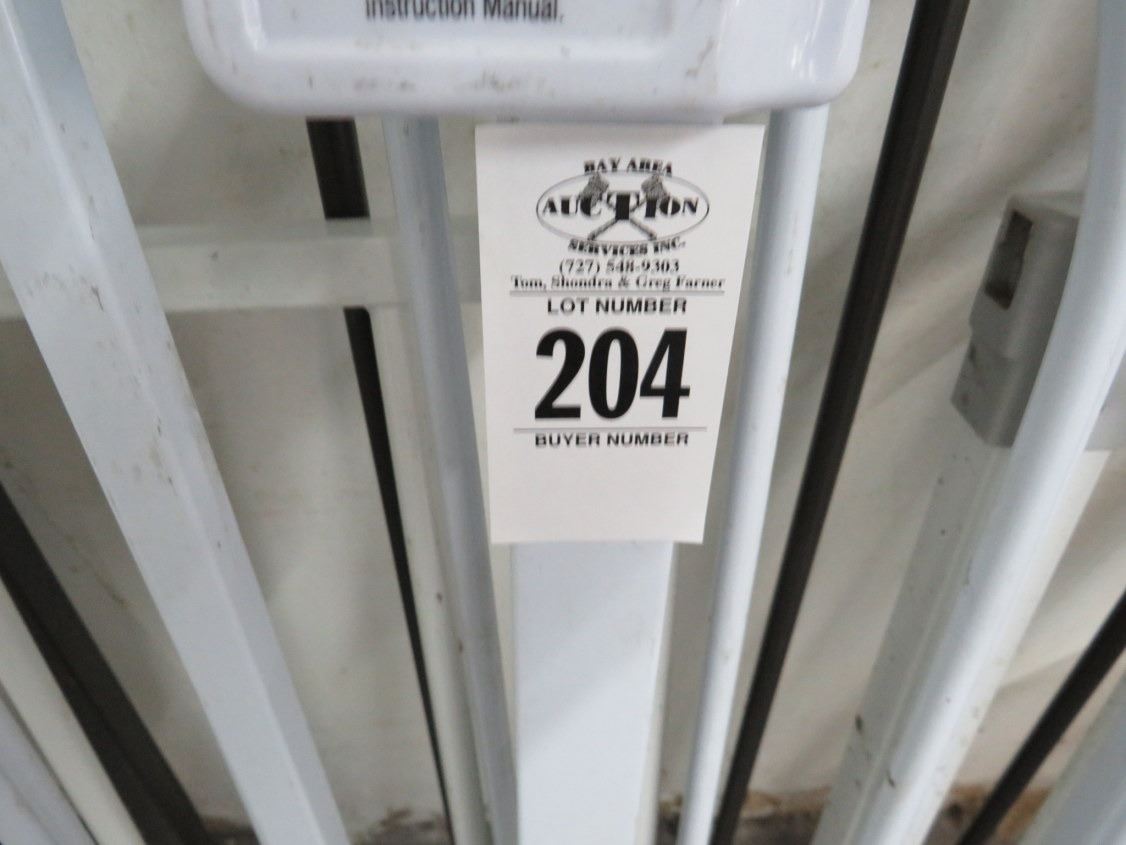 Instruction Manual.
BAY AREA
AUCTION
SERVICES INC.
(727) 548-9303
Tom, Shondra & Greg Farner
LOT NUMBER
204
BUYER NUMBER